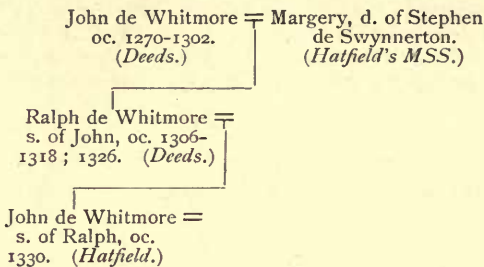 John de Whitmore = Margery, d. of Stephen
oc. 1270-1302. de Swynnerton.
(Deeds.) (Hatfield's MSS.)
Ralph de Whitmore =
s. of John, oc. 1306-
1318; 1326. (Deeds.)
John de Whitmore =
s. of Ralph, oc.
1330. (Hatfield.)